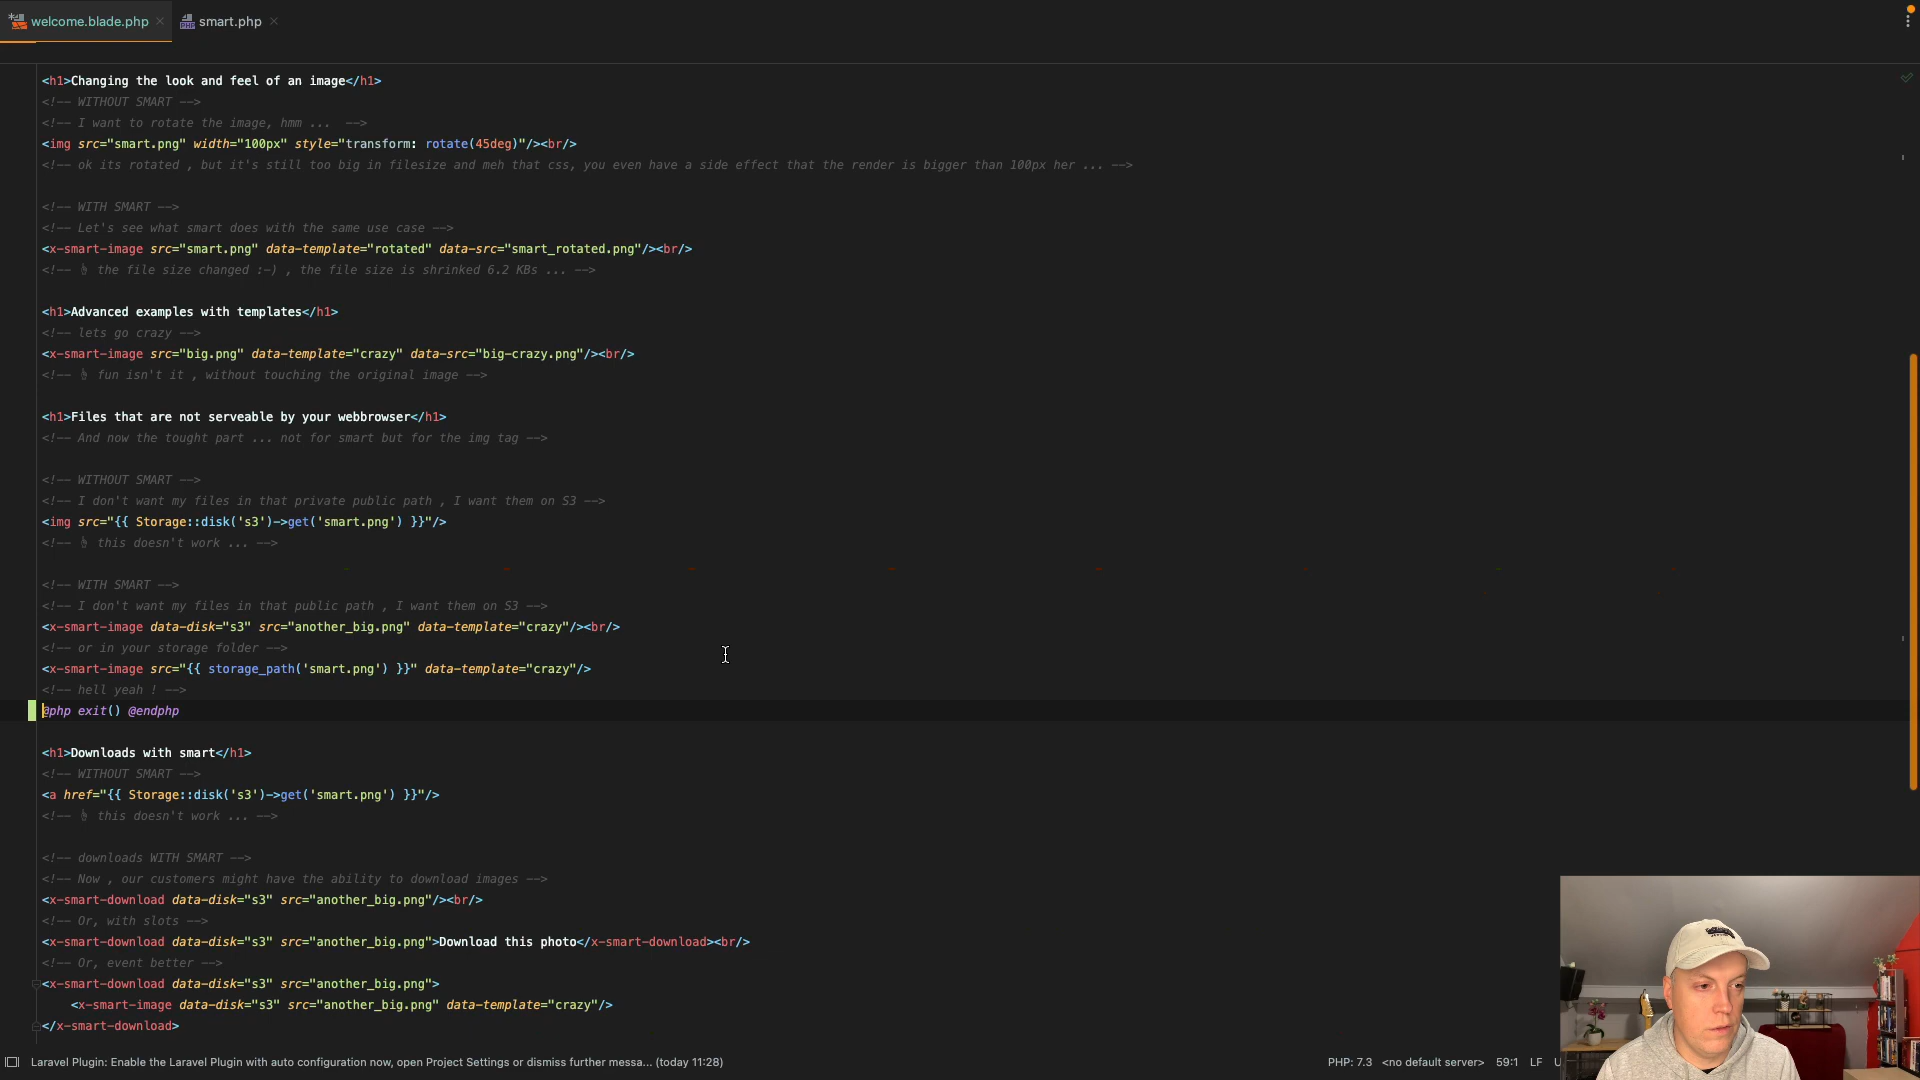 welcome.blade.php
smart.php
<h1>Changing the look and feel of an image</h1>
<!-- WITHOUT SMART -->
<!-- I want to rotate the image, hmm ...  -->
<img src="smart.png" width="100px" style="transform: rotate(45deg)"/><br/>
<!-- ok its rotated , but it's still too big in filesize and meh that css, you even have a side effect that the render is bigger than 100px her ... -->
<!-- WITH SMART -->
<!-- Let's see what smart does with the same use case -->
<x-smart-image src="smart.png" data-template="rotated" data-src="smart_rotated.png"/><br/>
<!-- 👆 the file size changed :-) , the file size is shrinked 6.2 KBs ... -->
<h1>Advanced examples with templates</h1>
<!-- lets go crazy -->
<x-smart-image src="big.png" data-template="crazy" data-src="big-crazy.png"/><br/>
<!-- 👆 fun isn't it , without touching the original image -->
<h1>Files that are not serveable by your webbrowser</h1>
<!-- And now the tought part ... not for smart but for the img tag -->
<!-- WITHOUT SMART -->
<!-- I don't want my files in that private public path , I want them on S3 -->
<img src="{{ Storage::disk('s3')->get('smart.png') }}"/>
<!-- 👆 this doesn't work ... -->
<!-- WITH SMART -->
<!-- I don't want my files in that public path , I want them on S3 -->
<x-smart-image data-disk="s3" src="another_big.png" data-template="crazy"/><br/>
<!-- or in your storage folder -->
<x-smart-image src="{{ storage_path('smart.png') }}" data-template="crazy"/>
<!-- hell yeah ! -->
@php exit() @endphp
<h1>Downloads with smart</h1>
<!-- WITHOUT SMART -->
<a href="{{ Storage::disk('s3')->get('smart.png') }}"/>
<!-- 👆 this doesn't work ... -->
<!-- downloads WITH SMART -->
<!-- Now , our customers might have the ability to download images -->
<x-smart-download data-disk="s3" src="another_big.png"/><br/>
<!-- Or, with slots -->
<x-smart-download data-disk="s3" src="another_big.png">Download this photo</x-smart-download><br/>
<!-- Or, event better -->
<x-smart-download data-disk="s3" src="another_big.png">
<x-smart-image data-disk="s3" src="another_big.png" data-template="crazy"/>
</x-smart-download>
Laravel Plugin: Enable the Laravel Plugin with auto configuration now, open Project Settings or dismiss further messa... (today 11:28)
PHP: 7.3 <no default server> 59:1 LF